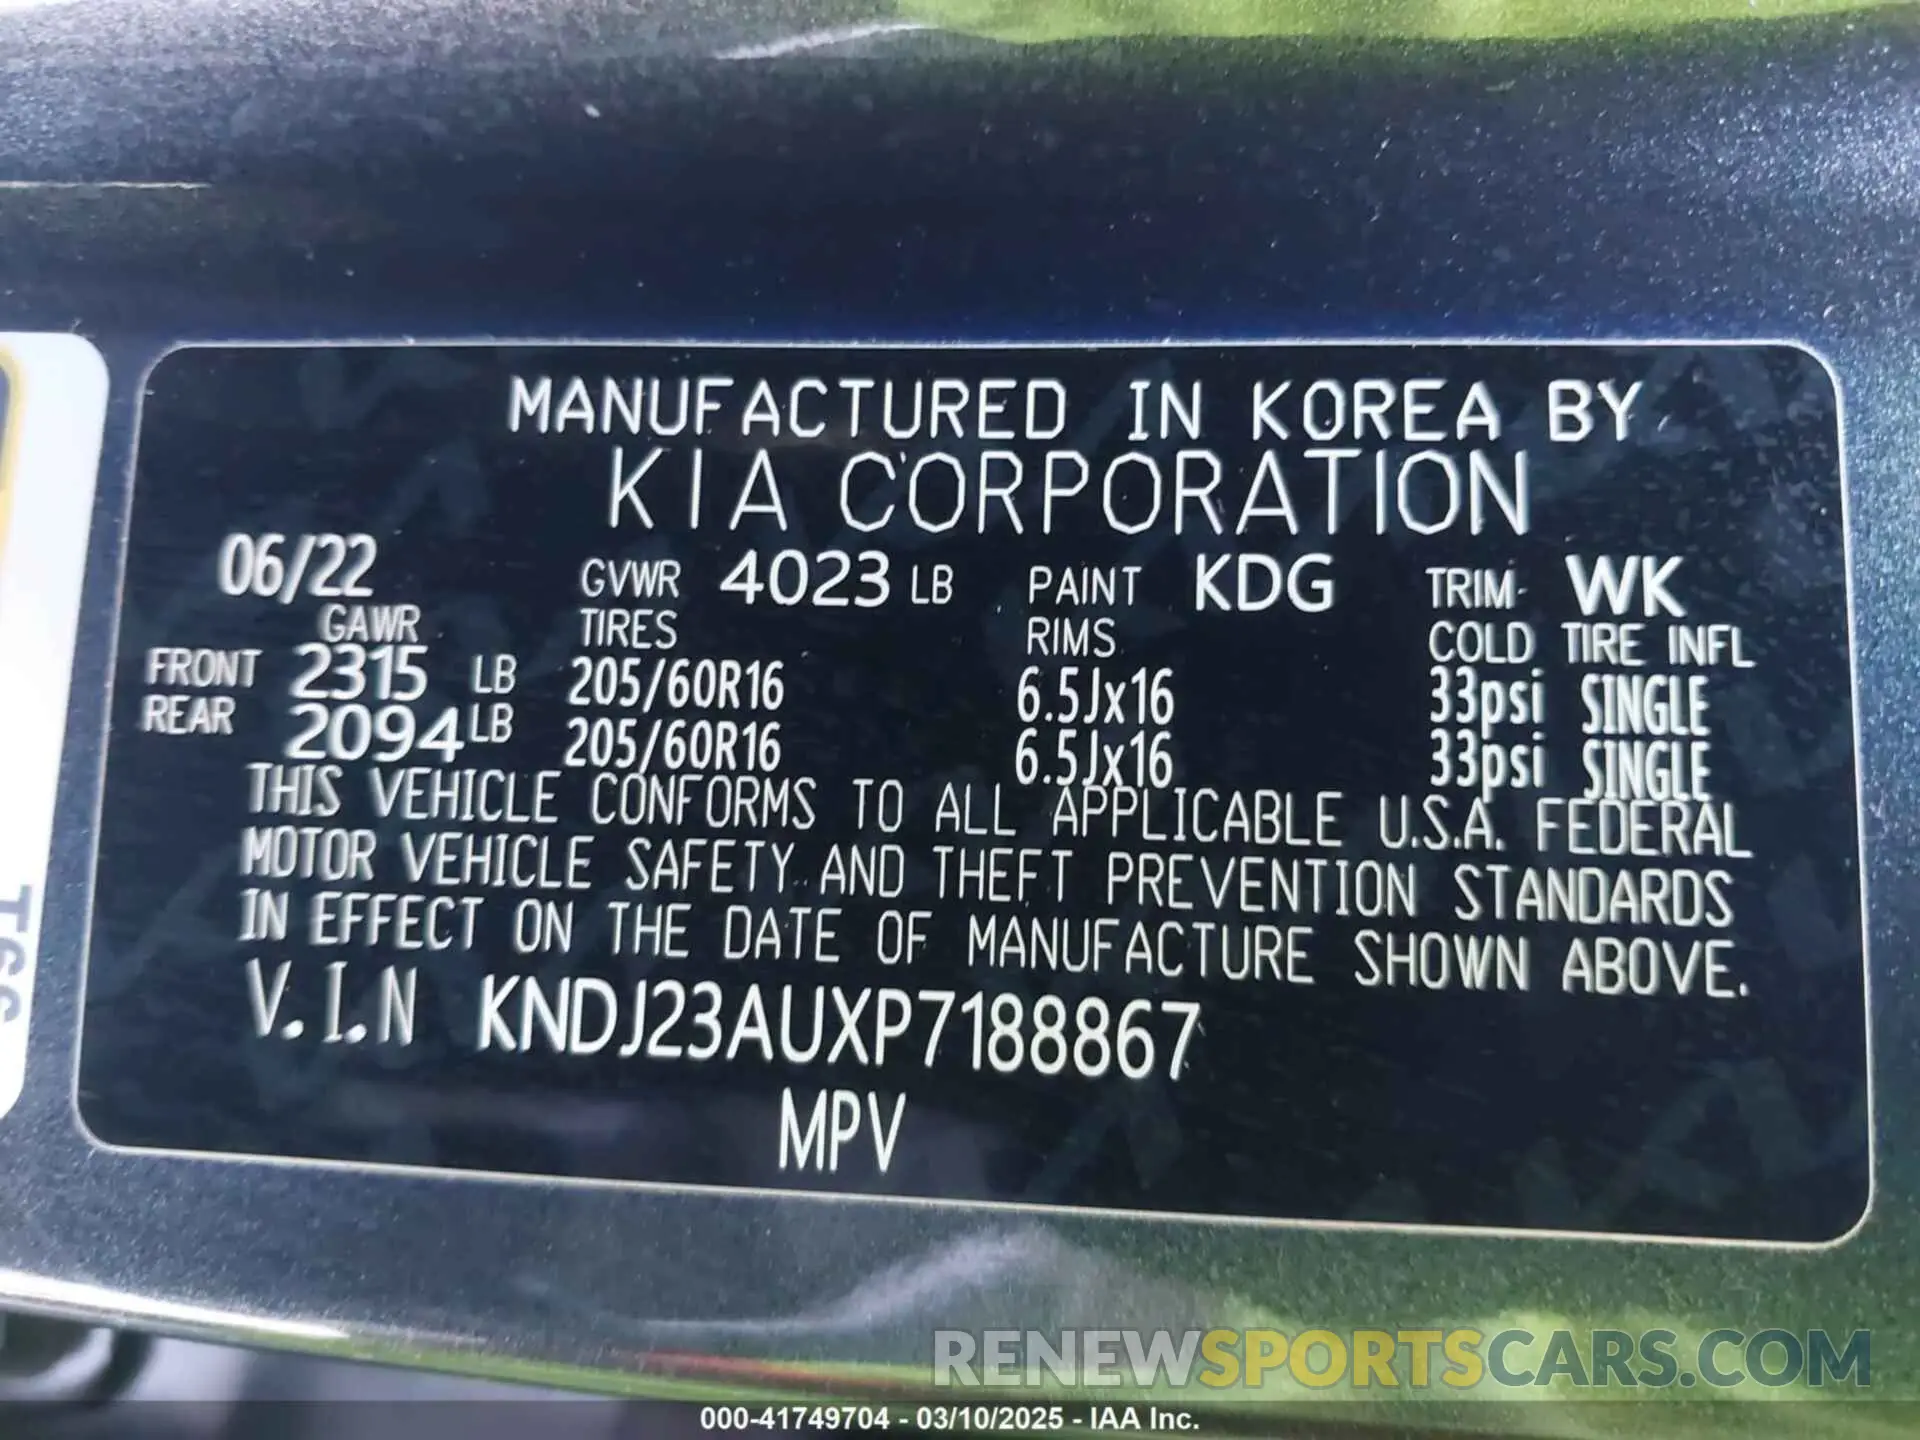 MANUFACTURED IN KOREA BY
KIA CORPORATION
06/22 GVWR 4023 LB PAINT KDG TRIM WK
GAWR TIRES RIMS COLD TIRE INFL
FRONT 2315 LB 205/60R16 6.5Jx16 33psi SINGLE
REAR 2094 LB 205/60R16 6.5Jx16 33psi SINGLE
THIS VEHICLE CONFORMS TO ALL APPLICABLE U.S.A. FEDERAL
MOTOR VEHICLE SAFETY AND THEFT PREVENTION STANDARDS
IN EFFECT ON THE DATE OF MANUFACTURE SHOWN ABOVE.
V.I.N KNDJ23AUXP7188867
MPV
RENEWSPORTSCARS.COM
000-41749704 - 03/10/2025 - IAA Inc.